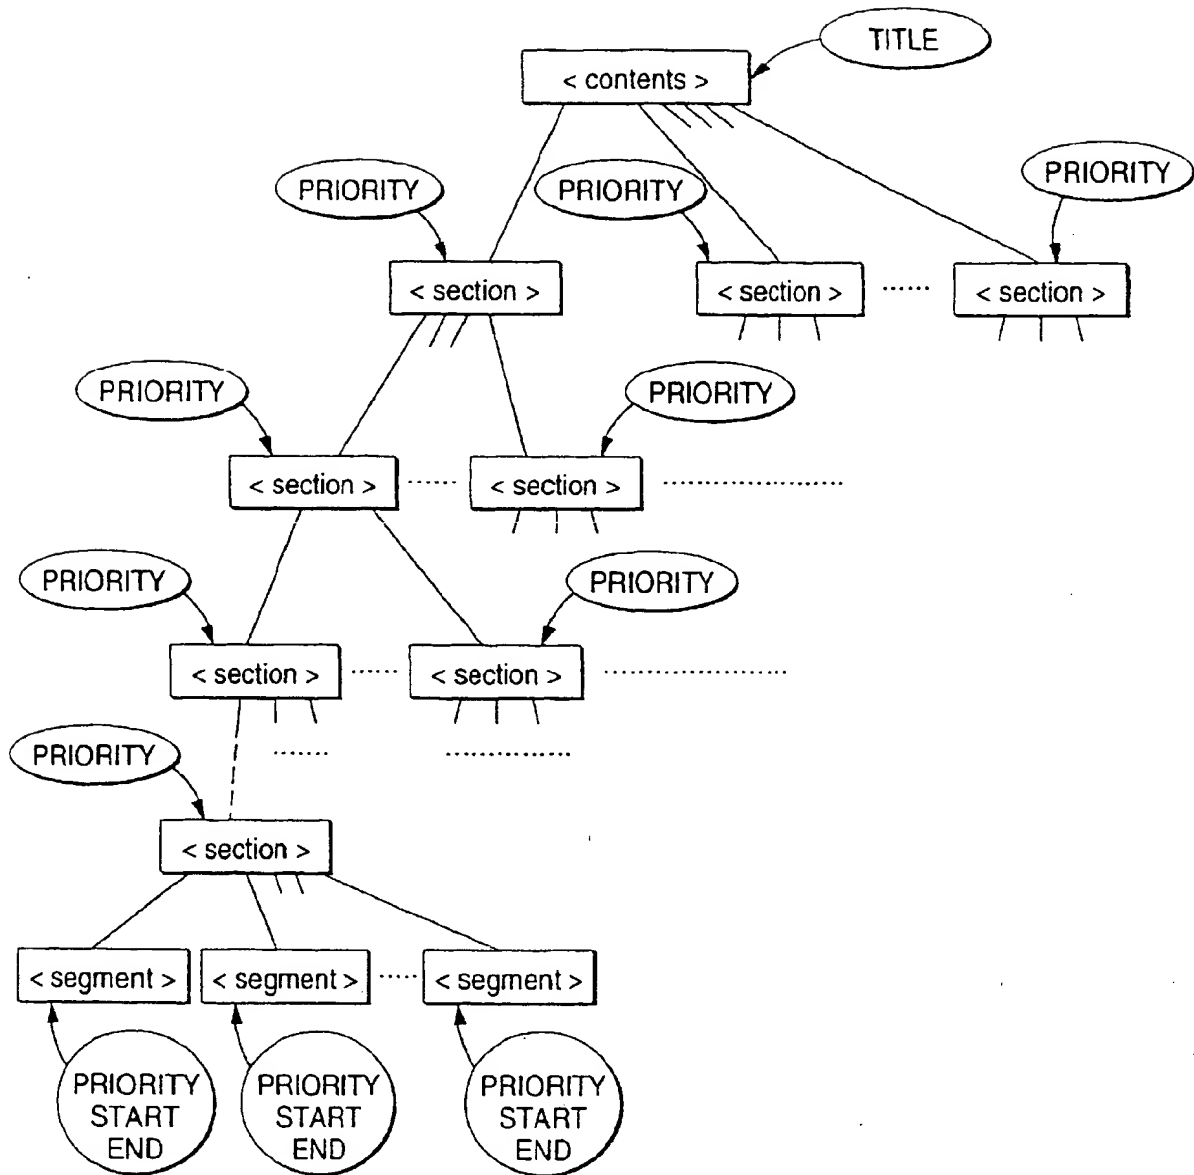 TITLE
< contents >
PRIORITY
PRIORITY
PRIORITY
< section >
< section >
......
< section >
PRIORITY
PRIORITY
< section >
......
< section >
PRIORITY
PRIORITY
< section >
......
< section >
PRIORITY
< section >
< segment >
< segment >
.....
< segment >
PRIORITY
START
END
PRIORITY
START
END
PRIORITY
START
END